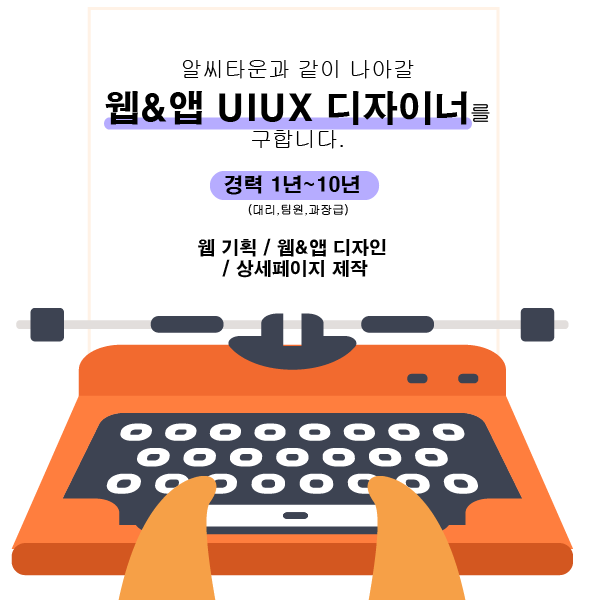 알씨타운과 같이 나아갈
웹&앱 UIUX 디자이너를
구합니다.
경력 1년~10년
(대리,팀원,과장급)
웹 기획 / 웹&앱 디자인
/ 상세페이지 제작